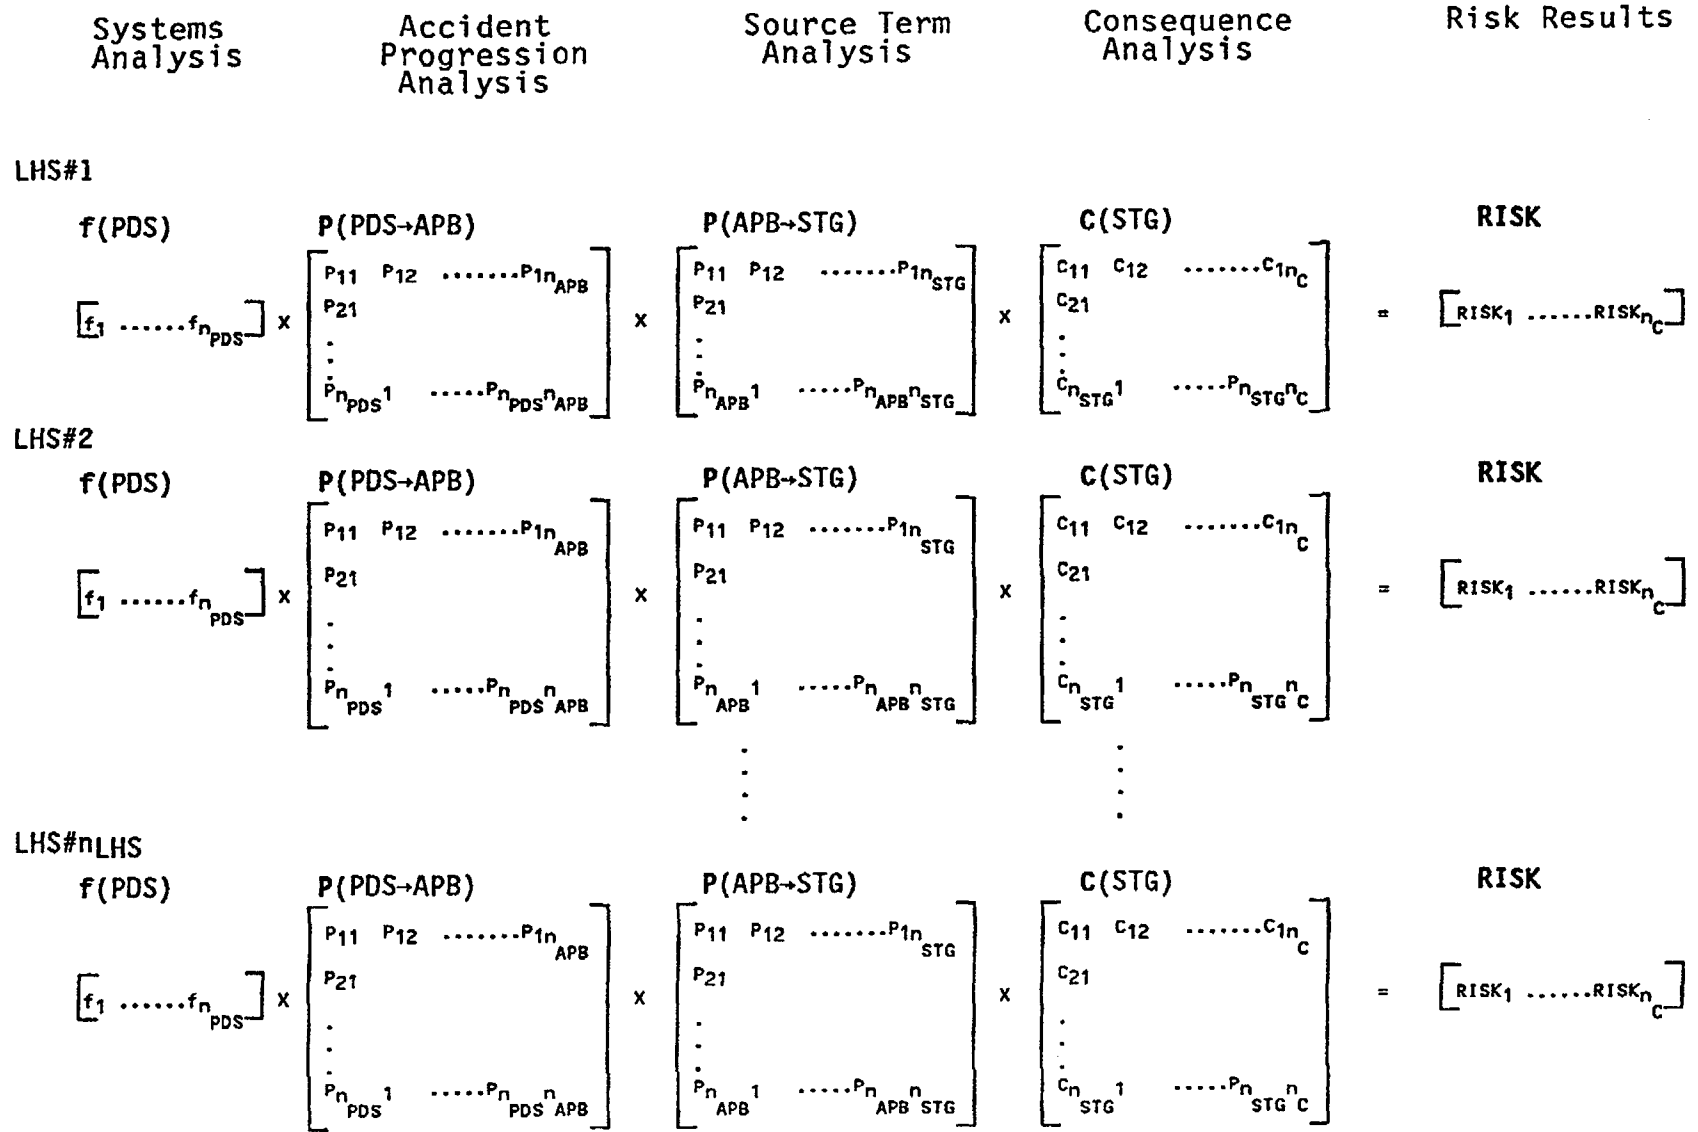 Systems Analysis
Accident Progression Analysis
Source Term Analysis
Consequence Analysis
Risk Results
LHS#1
f(PDS) P(PDS→APB) P(APB→STG) C(STG) RISK
P11 P12 .......P1nAPB P11 P12 .......P1nSTG C11 C12 .......C1nC
P21 P21 C21
[f1 ......fnPDS] x x x = [RISK1 ......RISKnC]
PnPDS1 .....PnPDSnAPB PnAPB1 .....PnAPBnSTG CnSTG1 .....PnSTGnC
LHS#2
f(PDS) P(PDS→APB) P(APB→STG) C(STG) RISK
P11 P12 .......P1nAPB P11 P12 .......P1nSTG C11 C12 .......C1nC
P21 P21 C21
[f1 ......fnPDS] x x x = [RISK1 ......RISKnC]
PnPDS1 .....PnPDSnAPB PnAPB1 .....PnAPBnSTG CnSTG1 .....PnSTGnC
LHS#nLHS
f(PDS) P(PDS→APB) P(APB→STG) C(STG) RISK
P11 P12 .......P1nAPB P11 P12 .......P1nSTG C11 C12 .......C1nC
P21 P21 C21
[f1 ......fnPDS] x x x = [RISK1 ......RISKnC]
PnPDS1 .....PnPDSnAPB PnAPB1 .....PnAPBnSTG CnSTG1 .....PnSTGnC